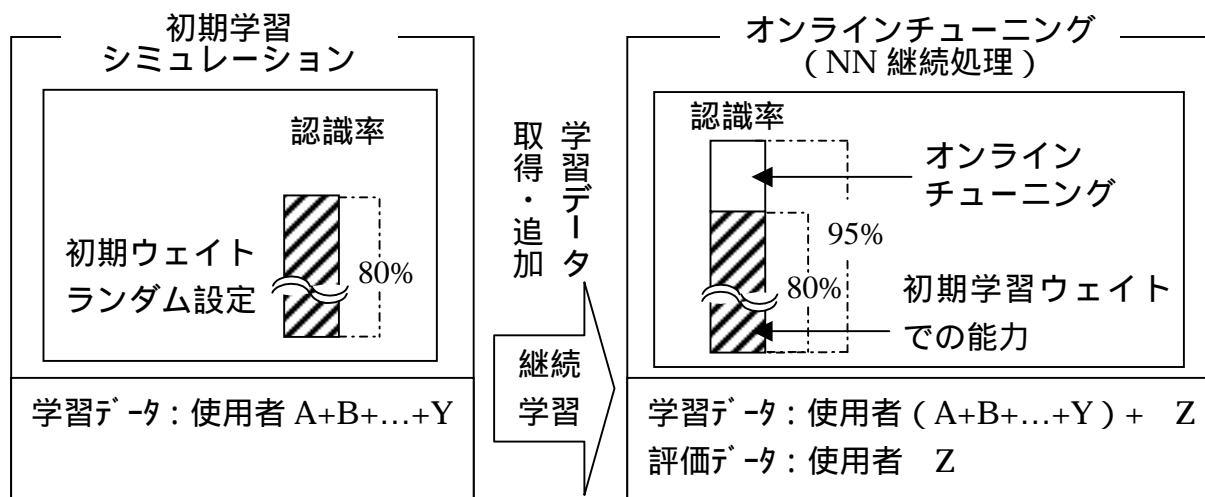 初期学習
シミュレーション
認識率
初期ウェイト
ランダム設定
80%
学習データ：使用者 A+B+…+Y
学習データ
取得・追加
継続
学習
オンラインチューニング
（NN 継続処理）
認識率
オンライン
チューニング
95%
80%
初期学習ウェイト
での能力
学習データ：使用者（A+B+…+Y）+　Z
評価データ：使用者　Z